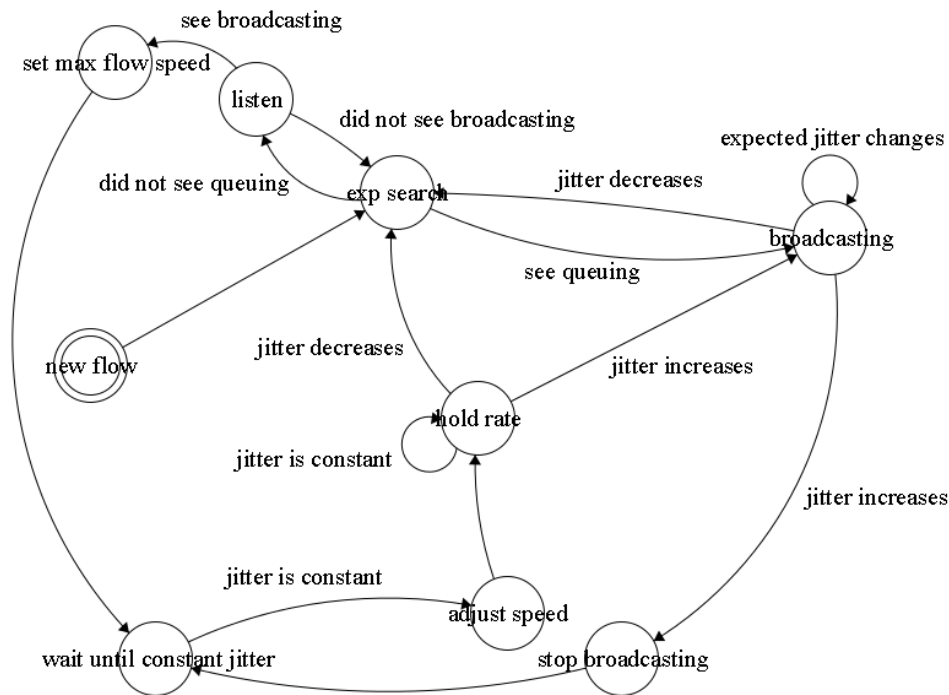 see broadcasting
set max flow speed
listen
did not see broadcasting
expected jitter changes
did not see queuing
exp search
jitter decreases
broadcasting
see queuing
new flow
jitter decreases
jitter increases
hold rate
jitter is constant
jitter increases
jitter is constant
adjust speed
wait until constant jitter
stop broadcasting